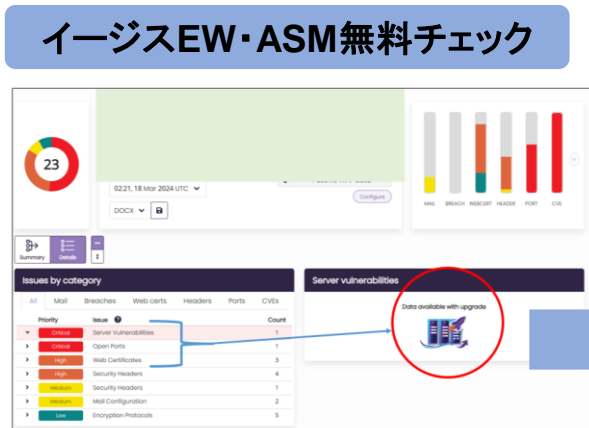 イージスEW・ASM無料チェック
23
02:21, 18 Mar 2024 UTC
Configure
DOCX
MAIL BREACH WEBCERT HEADER PORT CVE
Summary Details
Issues by category
Server vulnerabilities
All Mail Breaches Web certs Headers Ports CVEs
Data available with upgrade
Priority Issue Count
Critical Server Vulnerabilities 1
Critical Open Ports 1
High Web Certificates 3
High Security Headers 4
Medium Security Headers 1
Medium Mail Configuration 2
Low Encryption Protocols 5